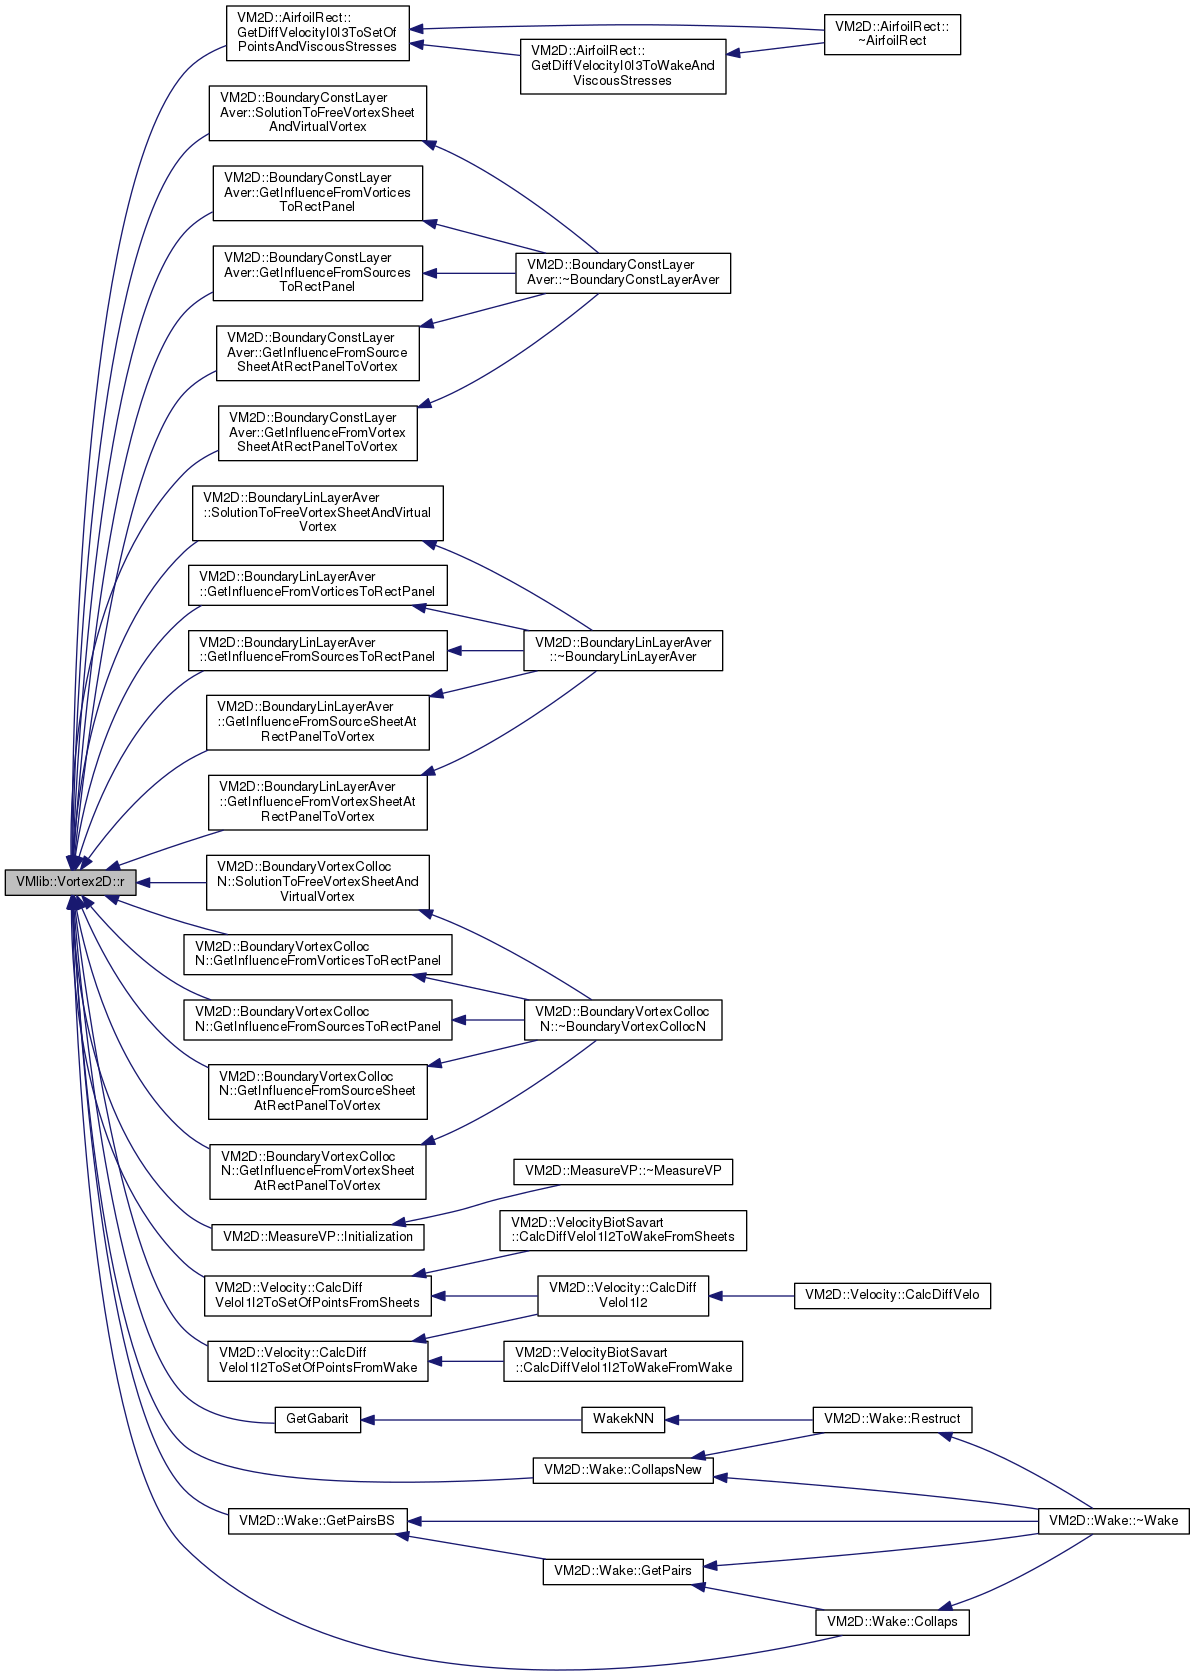 VM2D::AirfoilRect::
GetDiffVelocityI0I3ToSetOf
PointsAndViscousStresses
VM2D::AirfoilRect::
~AirfoilRect
VM2D::AirfoilRect::
GetDiffVelocityI0I3ToWakeAnd
ViscousStresses
VM2D::BoundaryConstLayer
Aver::SolutionToFreeVortexSheet
AndVirtualVortex
VM2D::BoundaryConstLayer
Aver::GetInfluenceFromVortices
ToRectPanel
VM2D::BoundaryConstLayer
Aver::GetInfluenceFromSources
ToRectPanel
VM2D::BoundaryConstLayer
Aver::~BoundaryConstLayerAver
VM2D::BoundaryConstLayer
Aver::GetInfluenceFromSource
SheetAtRectPanelToVortex
VM2D::BoundaryConstLayer
Aver::GetInfluenceFromVortex
SheetAtRectPanelToVortex
VM2D::BoundaryLinLayerAver
::SolutionToFreeVortexSheetAndVirtual
Vortex
VM2D::BoundaryLinLayerAver
::GetInfluenceFromVorticesToRectPanel
VM2D::BoundaryLinLayerAver
::GetInfluenceFromSourcesToRectPanel
VM2D::BoundaryLinLayerAver
::~BoundaryLinLayerAver
VM2D::BoundaryLinLayerAver
::GetInfluenceFromSourceSheetAt
RectPanelToVortex
VM2D::BoundaryLinLayerAver
::GetInfluenceFromVortexSheetAt
RectPanelToVortex
VMlib::Vortex2D::r
VM2D::BoundaryVortexColloc
N::SolutionToFreeVortexSheetAnd
VirtualVortex
VM2D::BoundaryVortexColloc
N::GetInfluenceFromVorticesToRectPanel
VM2D::BoundaryVortexColloc
N::GetInfluenceFromSourcesToRectPanel
VM2D::BoundaryVortexColloc
N::~BoundaryVortexCollocN
VM2D::BoundaryVortexColloc
N::GetInfluenceFromSourceSheet
AtRectPanelToVortex
VM2D::BoundaryVortexColloc
N::GetInfluenceFromVortexSheet
AtRectPanelToVortex
VM2D::MeasureVP::~MeasureVP
VM2D::MeasureVP::Initialization
VM2D::VelocityBiotSavart
::CalcDiffVeloI1I2ToWakeFromSheets
VM2D::Velocity::CalcDiff
VeloI1I2ToSetOfPointsFromSheets
VM2D::Velocity::CalcDiff
VeloI1I2
VM2D::Velocity::CalcDiffVelo
VM2D::Velocity::CalcDiff
VeloI1I2ToSetOfPointsFromWake
VM2D::VelocityBiotSavart
::CalcDiffVeloI1I2ToWakeFromWake
GetGabarit
WakekNN
VM2D::Wake::Restruct
VM2D::Wake::CollapsNew
VM2D::Wake::GetPairsBS
VM2D::Wake::~Wake
VM2D::Wake::GetPairs
VM2D::Wake::Collaps